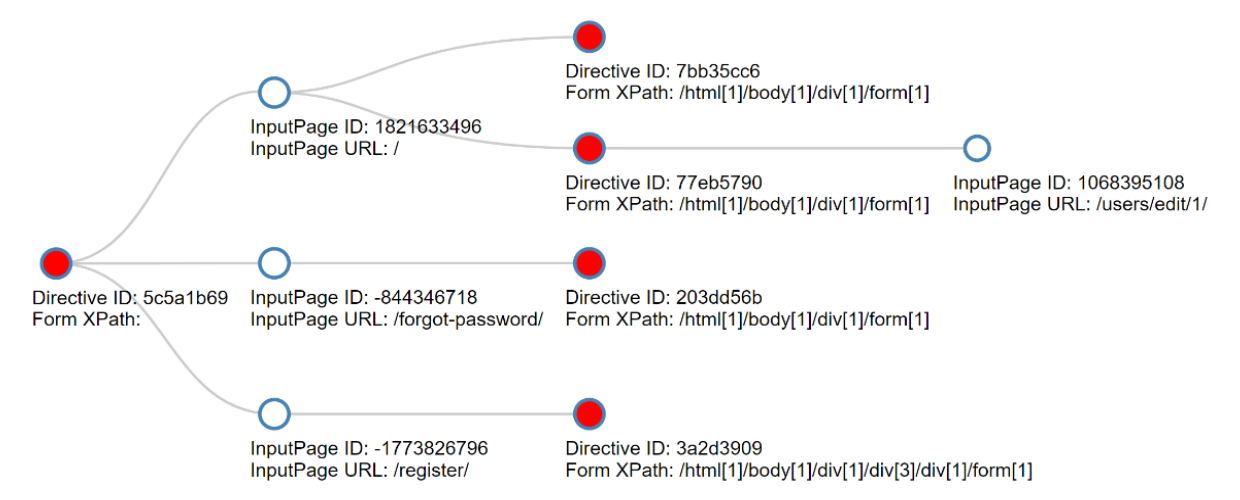 Directive ID: 7bb35cc6
Form XPath: /html[1]/body[1]/div[1]/form[1]
InputPage ID: 1821633496
InputPage URL: /
Directive ID: 77eb5790
Form XPath: /html[1]/body[1]/div[1]/form[1]
InputPage ID: 1068395108
InputPage URL: /users/edit/1/
Directive ID: 5c5a1b69
Form XPath:
InputPage ID: -844346718
InputPage URL: /forgot-password/
Directive ID: 203dd56b
Form XPath: /html[1]/body[1]/div[1]/form[1]
InputPage ID: -1773826796
InputPage URL: /register/
Directive ID: 3a2d3909
Form XPath: /html[1]/body[1]/div[1]/div[3]/div[1]/form[1]